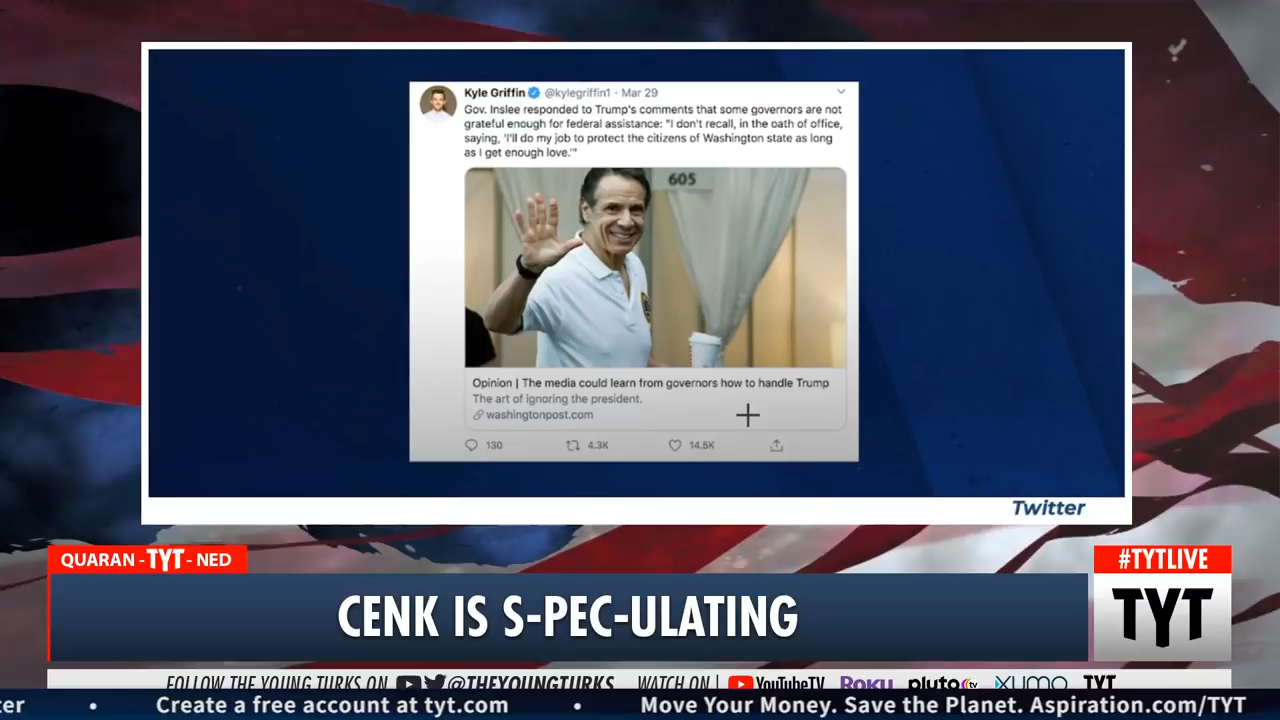 Kyle Griffin @kylegriffin1 · Mar 29
Gov. Inslee responded to Trump's comments that some governors are not
grateful enough for federal assistance: "I don't recall, in the oath of office,
saying, 'I'll do my job to protect the citizens of Washington state as long
as I get enough love.'"
605
Opinion | The media could learn from governors how to handle Trump
The art of ignoring the president.
washingtonpost.com
130 4.3K 14.5K
Twitter
QUARAN - TYT - NED
#TYTLIVE
CENK IS S-PEC-ULATING
TYT
FOLLOW THE YOUNG TURKS ON @THEYOUNGTURKS WATCH ON | YouTubeTV Roku pluto tv xumo TYT
er • Create a free account at tyt.com • Move Your Money. Save the Planet. Aspiration.com/TYT